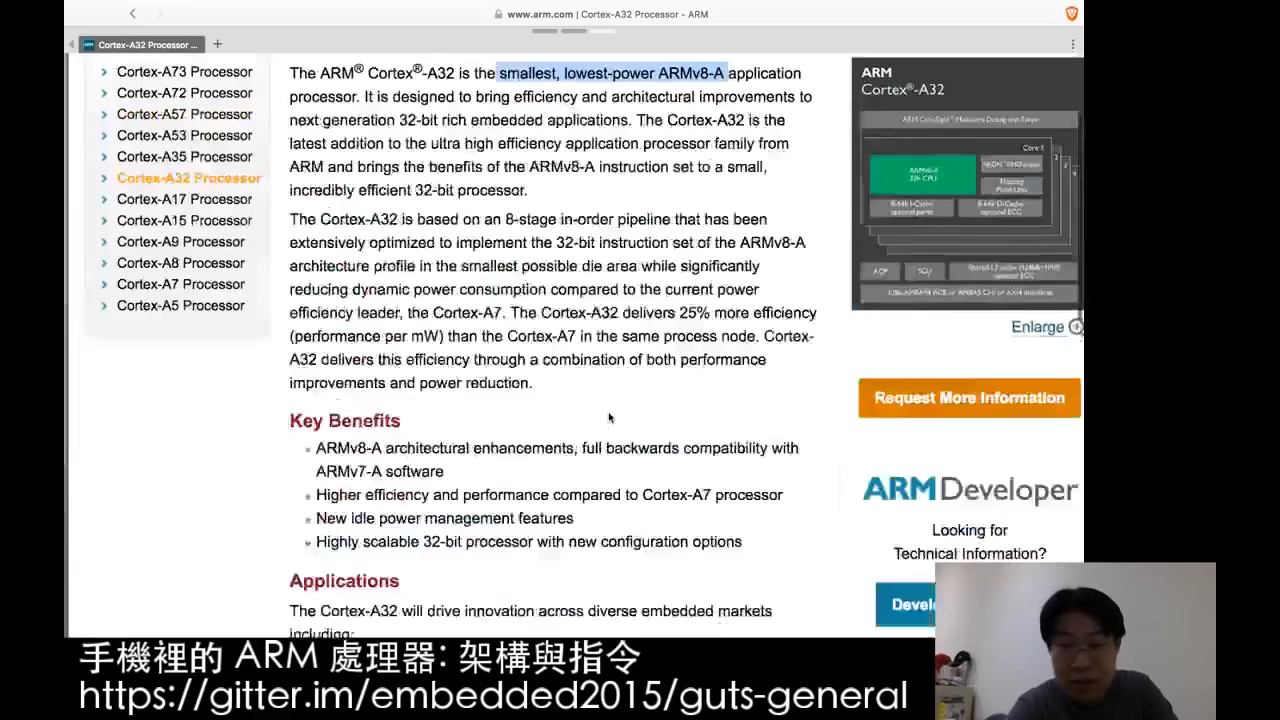 www.arm.com | Cortex-A32 Processor - ARM
Cortex-A32 Processor ...
Cortex-A73 Processor
Cortex-A72 Processor
Cortex-A57 Processor
Cortex-A53 Processor
Cortex-A35 Processor
Cortex-A32 Processor
Cortex-A17 Processor
Cortex-A15 Processor
Cortex-A9 Processor
Cortex-A8 Processor
Cortex-A7 Processor
Cortex-A5 Processor
The ARM® Cortex®-A32 is the smallest, lowest-power ARMv8-A application
processor. It is designed to bring efficiency and architectural improvements to
next generation 32-bit rich embedded applications. The Cortex-A32 is the
latest addition to the ultra high efficiency application processor family from
ARM and brings the benefits of the ARMv8-A instruction set to a small,
incredibly efficient 32-bit processor.
The Cortex-A32 is based on an 8-stage in-order pipeline that has been
extensively optimized to implement the 32-bit instruction set of the ARMv8-A
architecture profile in the smallest possible die area while significantly
reducing dynamic power consumption compared to the current power
efficiency leader, the Cortex-A7. The Cortex-A32 delivers 25% more efficiency
(performance per mW) than the Cortex-A7 in the same process node. Cortex-
A32 delivers this efficiency through a combination of both performance
improvements and power reduction.
Key Benefits
ARMv8-A architectural enhancements, full backwards compatibility with
ARMv7-A software
Higher efficiency and performance compared to Cortex-A7 processor
New idle power management features
Highly scalable 32-bit processor with new configuration options
Applications
The Cortex-A32 will drive innovation across diverse embedded markets
including:
ARM
Cortex®-A32
Core 1
ARMv8-A
32b CPU
ACP
SCU
Enlarge
Request More Information
ARM Developer
Looking for
Technical Information?
Devel
手機裡的 ARM 處理器: 架構與指令
https://gitter.im/embedded2015/guts-general